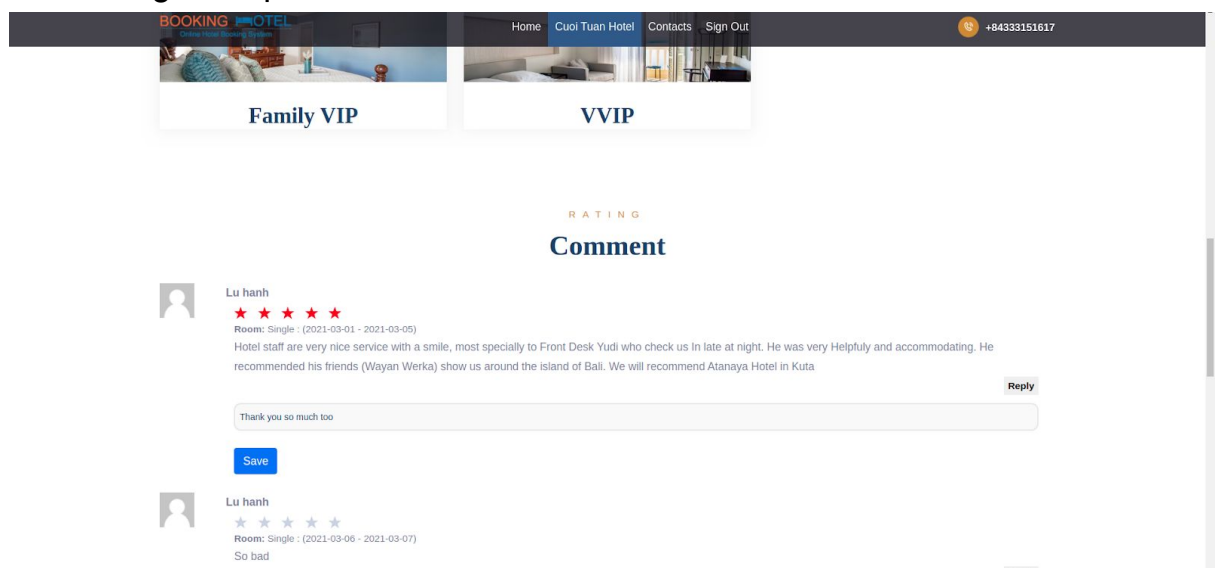 BOOKING HOTEL
Online Hotel Booking System
Home Cuoi Tuan Hotel Contacts Sign Out
+84333151617
Family VIP
VVIP
RATING
Comment
Lu hanh
Room: Single : (2021-03-01 - 2021-03-05)
Hotel staff are very nice service with a smile, most specially to Front Desk Yudi who check us In late at night. He was very Helpfuly and accommodating. He
recommended his friends (Wayan Werka) show us around the island of Bali. We will recommend Atanaya Hotel in Kuta
Reply
Thank you so much too
Save
Lu hanh
Room: Single : (2021-03-06 - 2021-03-07)
So bad